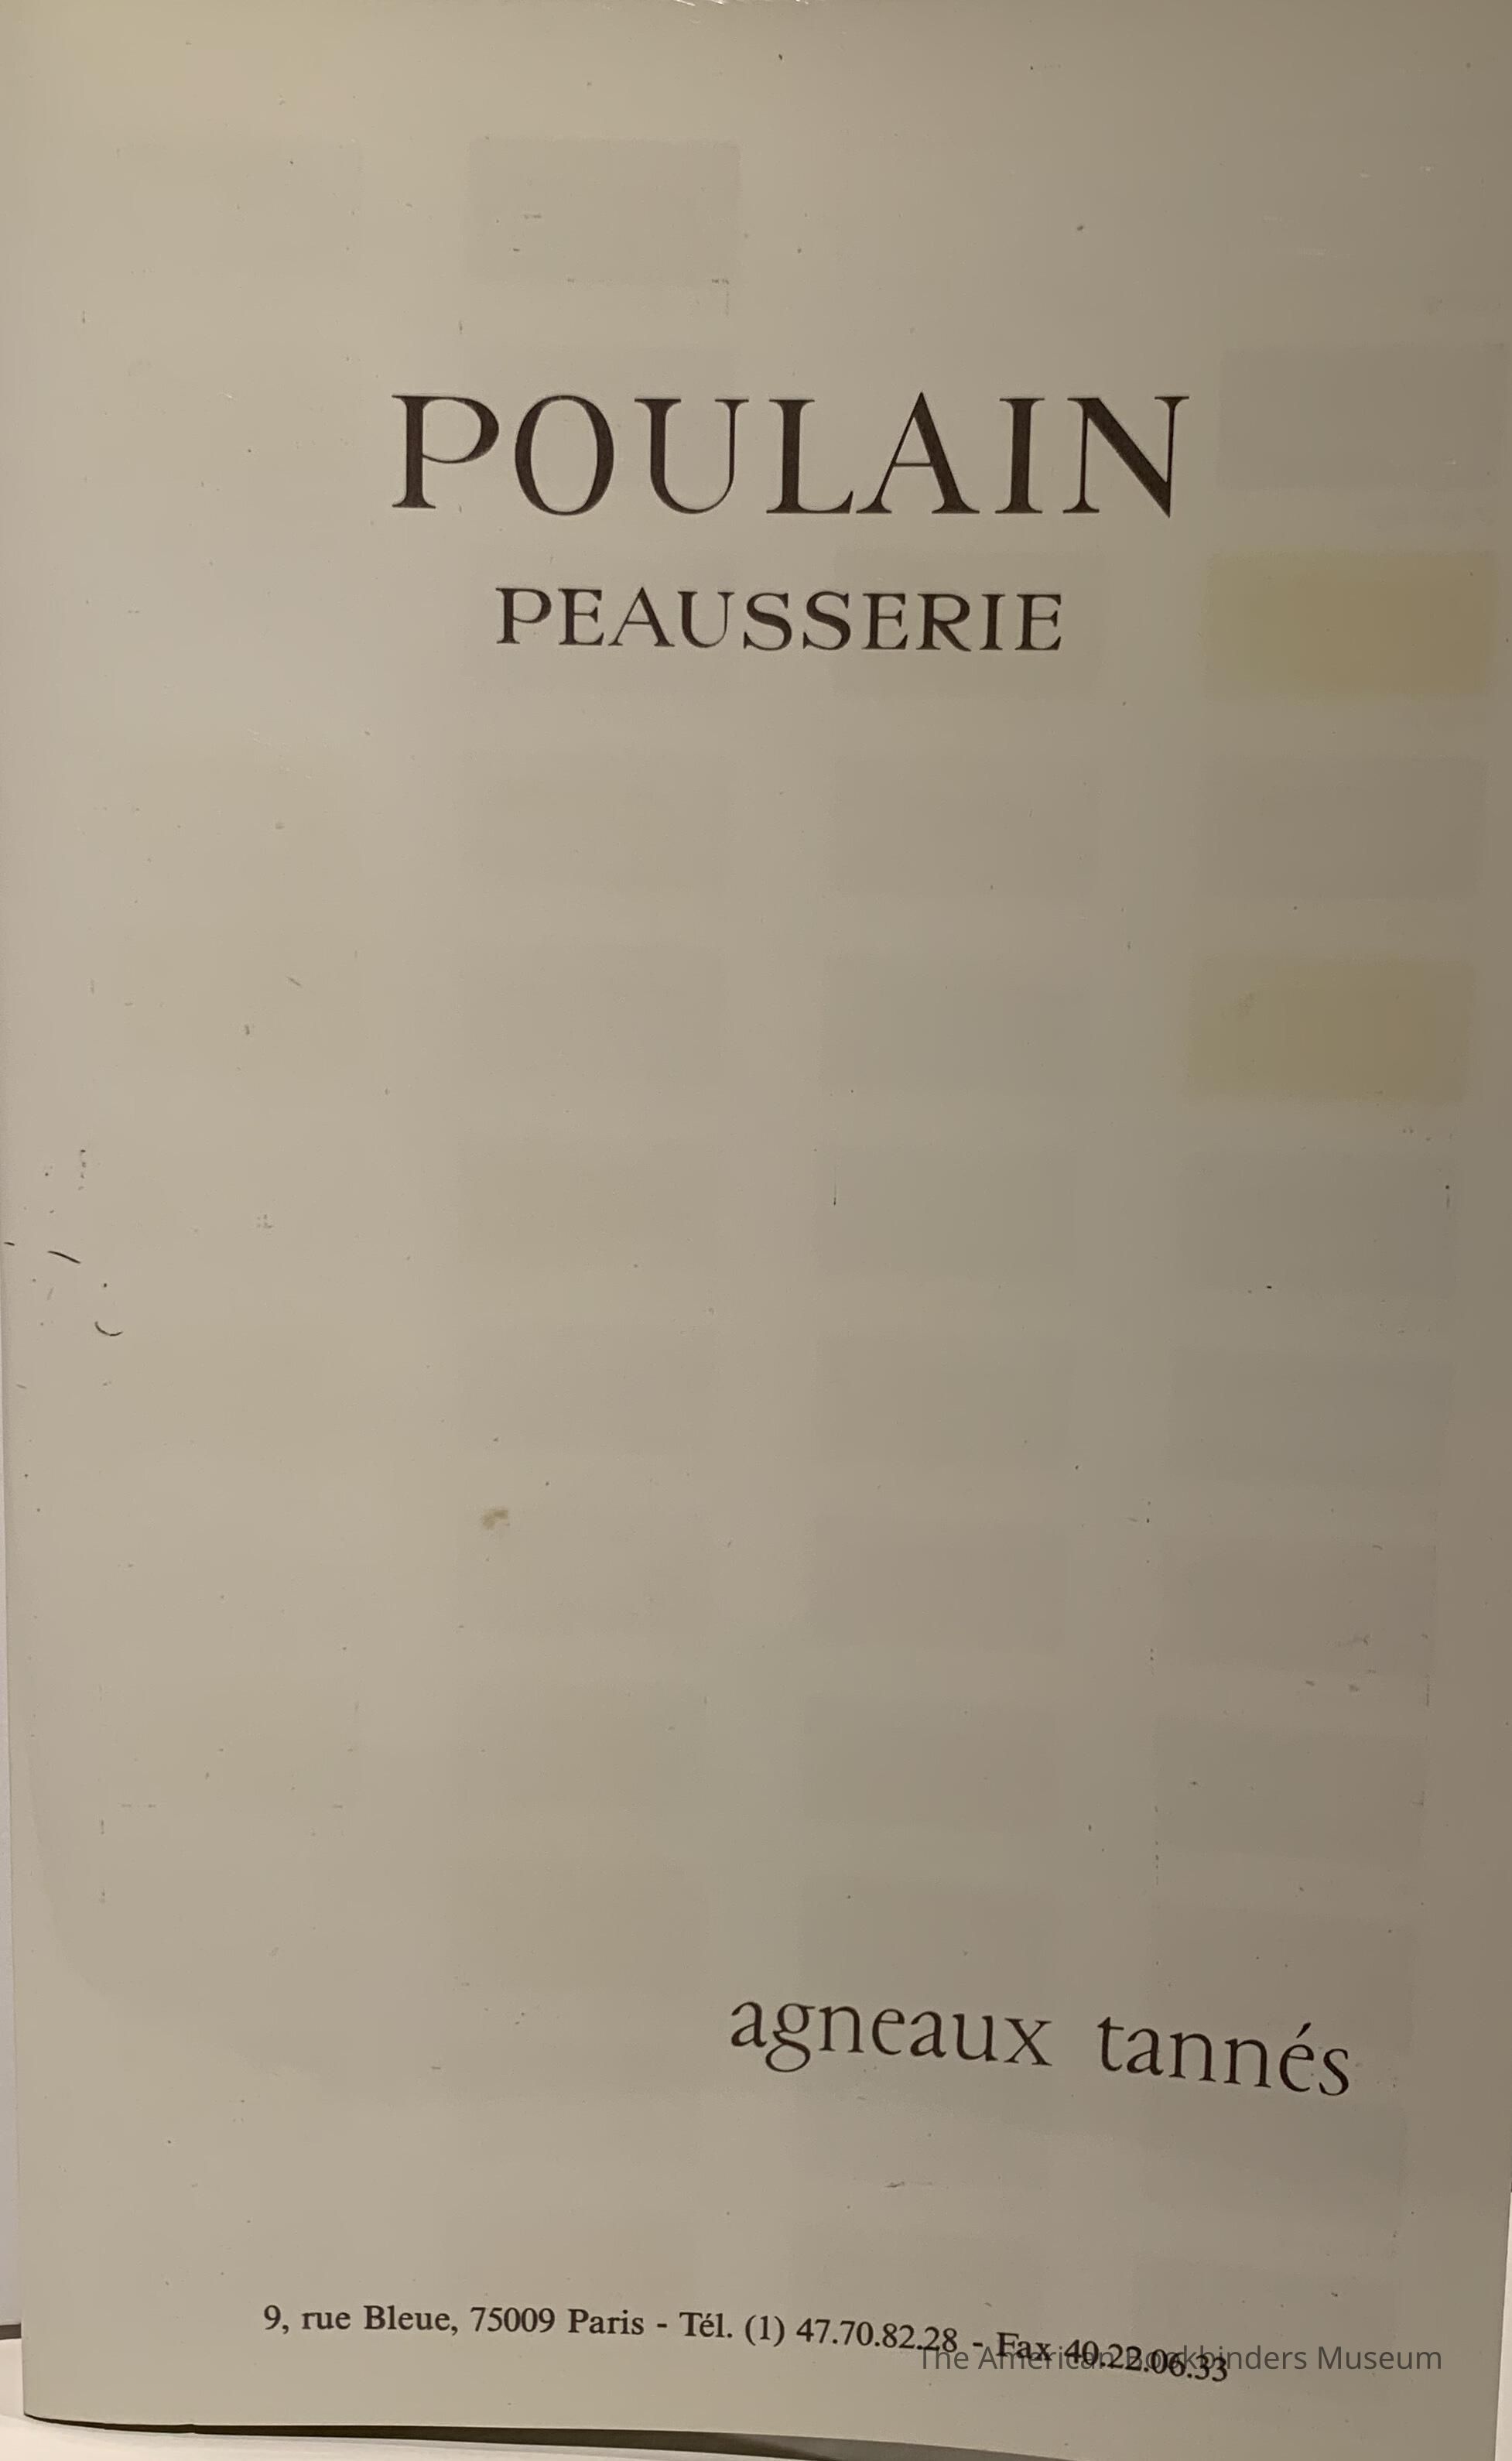 POULAIN
PEAUSSERIE
agneaux tannés
9, rue Bleue, 75009 Paris - Tél. (1) 47.70.82.28 - Fax 40.22.06.33
The American Bookbinders Museum